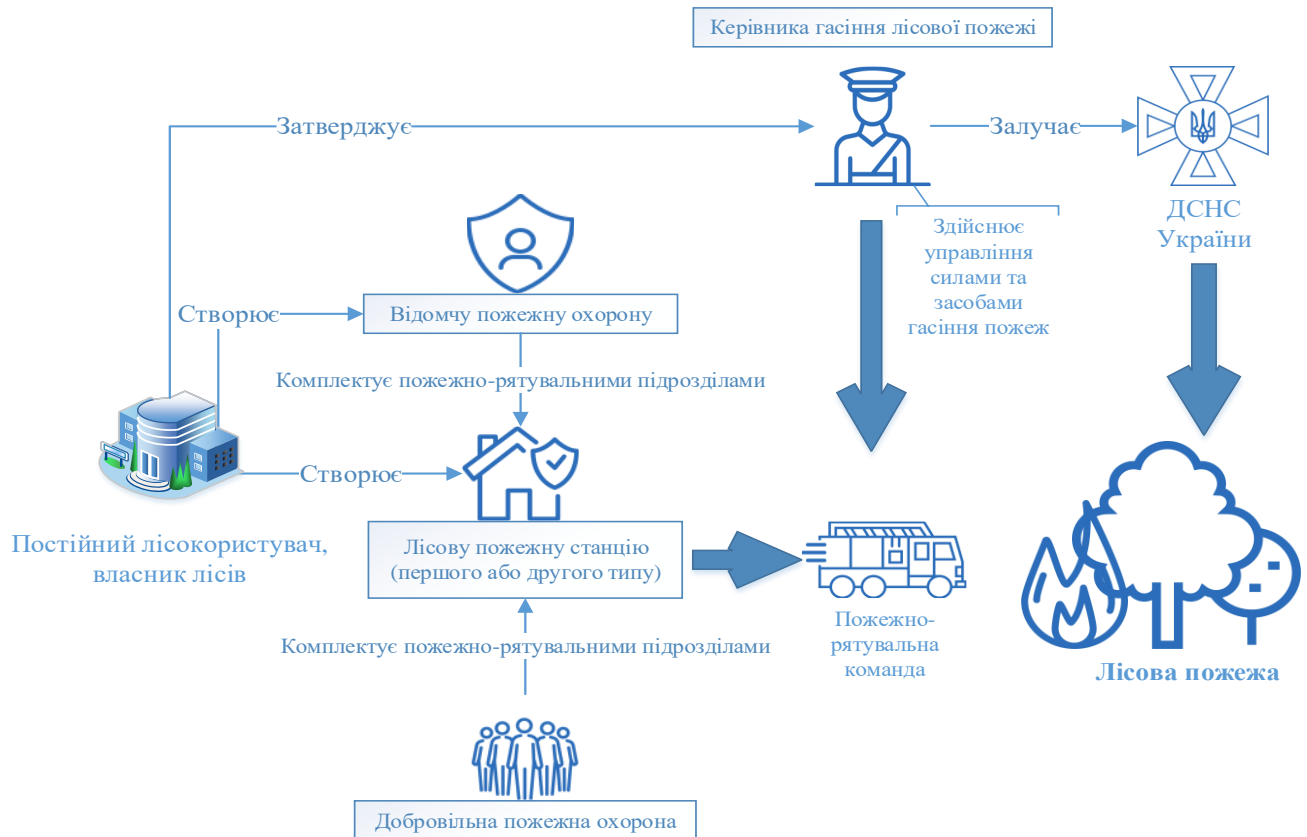 Керівника гасіння лісової пожежі
Затверджує
Залучає
ДСНС
України
Здійснює
управління
силами та
засобами
гасіння пожеж
Створює
Відомчу пожежну охорону
Комплектує пожежно-рятувальними підрозділами
Створює
Постійний лісокористувач,
власник лісів
Лісову пожежну станцію
(першого або другого типу)
Пожежно-
рятувальна
команда
Комплектує пожежно-рятувальними підрозділами
Лісова пожежа
Добровільна пожежна охорона